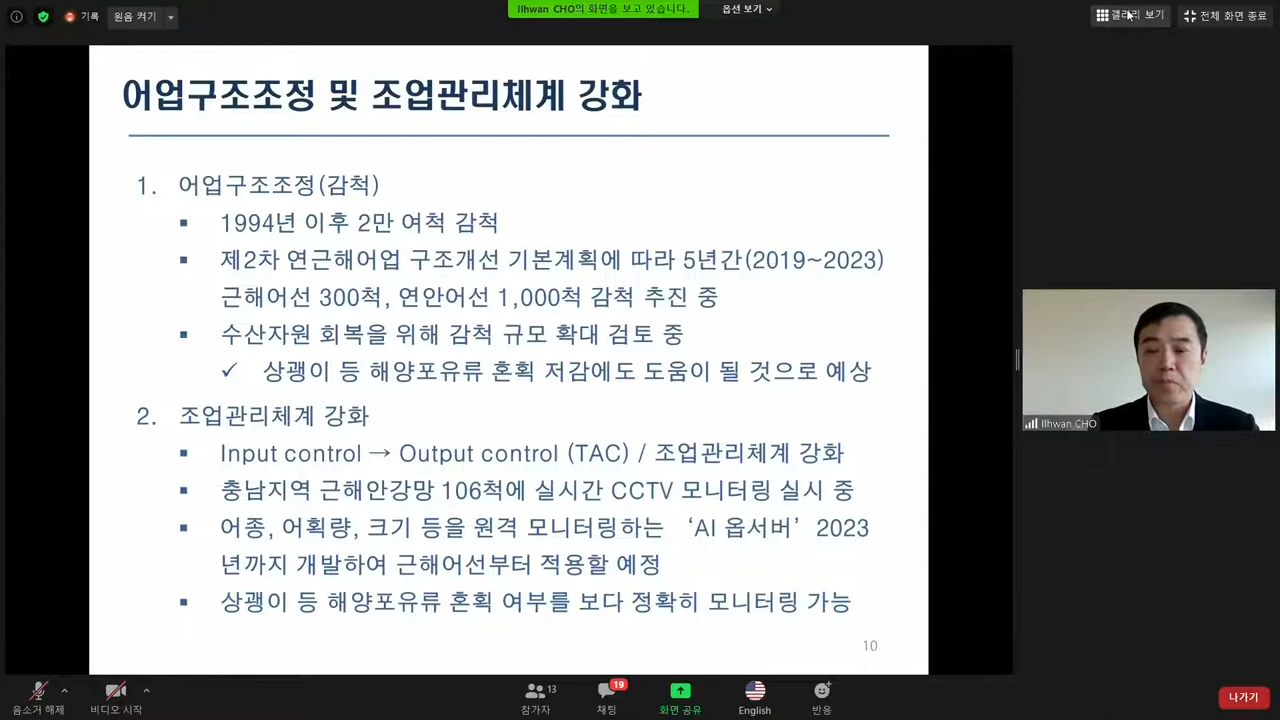 기록
원음 켜기
Ilhwan CHO의 화면을 보고 있습니다.
옵션 보기
갤러리 보기
전체 화면 종료
어업구조조정 및 조업관리체계 강화
1. 어업구조조정(감척)
▪ 1994년 이후 2만 여척 감척
▪ 제2차 연근해어업 구조개선 기본계획에 따라 5년간(2019~2023)
근해어선 300척, 연안어선 1,000척 감척 추진 중
▪ 수산자원 회복을 위해 감척 규모 확대 검토 중
✓ 상괭이 등 해양포유류 혼획 저감에도 도움이 될 것으로 예상
2. 조업관리체계 강화
▪ Input control → Output control (TAC) / 조업관리체계 강화
▪ 충남지역 근해안강망 106척에 실시간 CCTV 모니터링 실시 중
▪ 어종, 어획량, 크기 등을 원격 모니터링하는 ‘AI 옵서버’ 2023
년까지 개발하여 근해어선부터 적용할 예정
▪ 상괭이 등 해양포유류 혼획 여부를 보다 정확히 모니터링 가능
10
Ilhwan CHO
음소거 해제
비디오 시작
13
참가자
19
채팅
화면 공유
English
반응
나가기